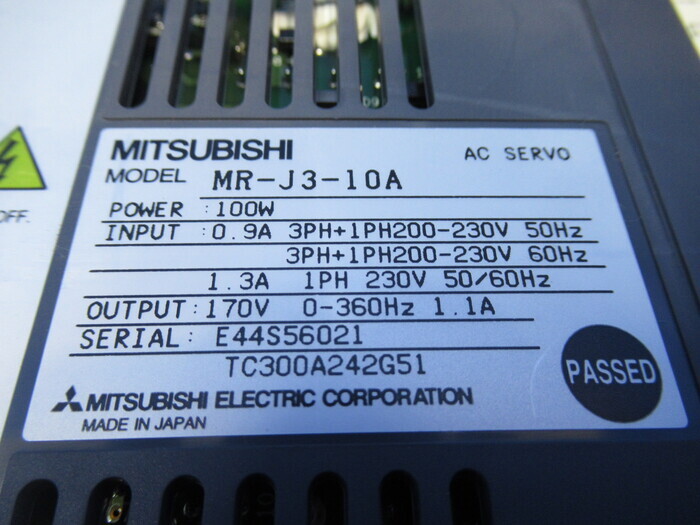 MITSUBISHI
AC SERVO
MODEL MR-J3-10A
POWER : 100W
INPUT : 0.9A 3PH+1PH200-230V 50Hz
3PH+1PH200-230V 60Hz
1.3A 1PH 230V 50/60Hz
OUTPUT: 170V 0-360Hz 1.1A
SERIAL: E44S56021
TC300A242G51
PASSED
MITSUBISHI ELECTRIC CORPORATION
MADE IN JAPAN
OFF.